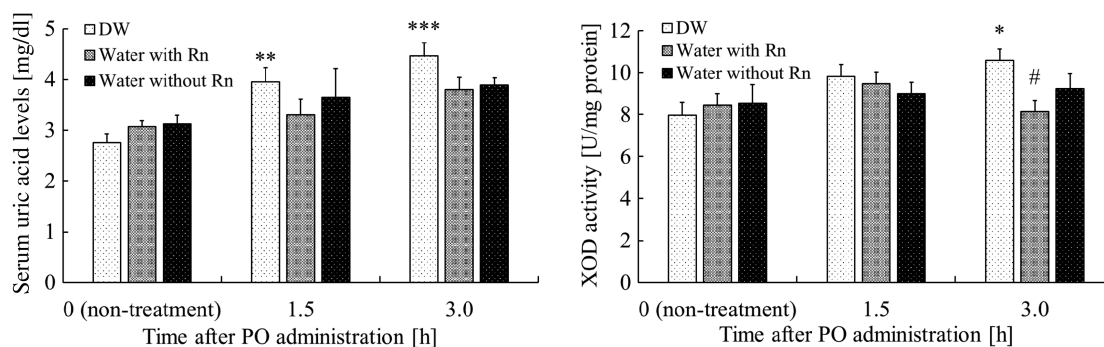 Serum uric acid levels [mg/dl]
5
4
3
2
1
0
DW
Water with Rn
Water without Rn
**
***
0 (non-treatment)
1.5
3.0
Time after PO administration [h]
XOD activity [U/mg protein]
12
10
8
6
4
2
0
DW
Water with Rn
Water without Rn
*
#
0 (non-treatment)
1.5
3.0
Time after PO administration [h]